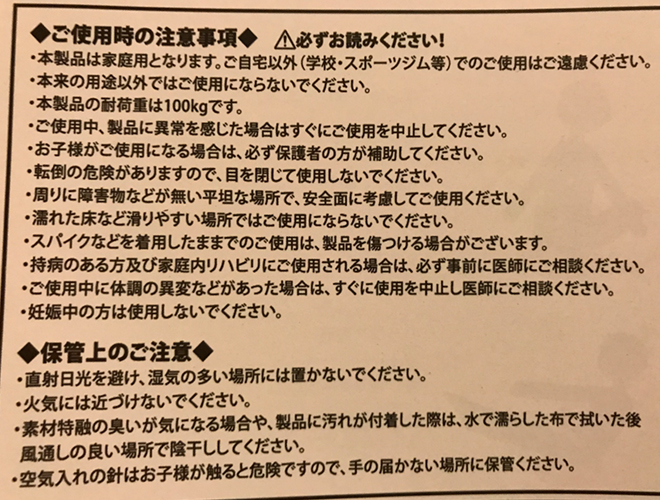 ◆ご使用時の注意事項◆ ⚠必ずお読みください!
・本製品は家庭用となります。ご自宅以外(学校・スポーツジム等)でのご使用はご遠慮ください。
・本来の用途以外ではご使用にならないでください。
・本製品の耐荷重は100kgです。
・ご使用中、製品に異常を感じた場合はすぐにご使用を中止してください。
・お子様がご使用になる場合は、必ず保護者の方が補助してください。
・転倒の危険がありますので、目を閉じて使用しないでください。
・周りに障害物などが無い平坦な場所で、安全面に考慮してご使用ください。
・濡れた床など滑りやすい場所ではご使用にならないでください。
・スパイクなどを着用したままでのご使用は、製品を傷つける場合がございます。
・持病のある方及び家庭内リハビリにご使用される場合は、必ず事前に医師にご相談ください。
・ご使用中に体調の異変などがあった場合は、すぐに使用を中止し医師にご相談ください。
・妊娠中の方は使用しないでください。
◆保管上のご注意◆
・直射日光を避け、湿気の多い場所には置かないでください。
・火気には近づけないでください。
・素材特融の臭いが気になる場合や、製品に汚れが付着した際は、水で濡らした布で拭いた後
風通しの良い場所で陰干ししてください。
・空気入れの針はお子様が触ると危険ですので、手の届かない場所に保管ください。